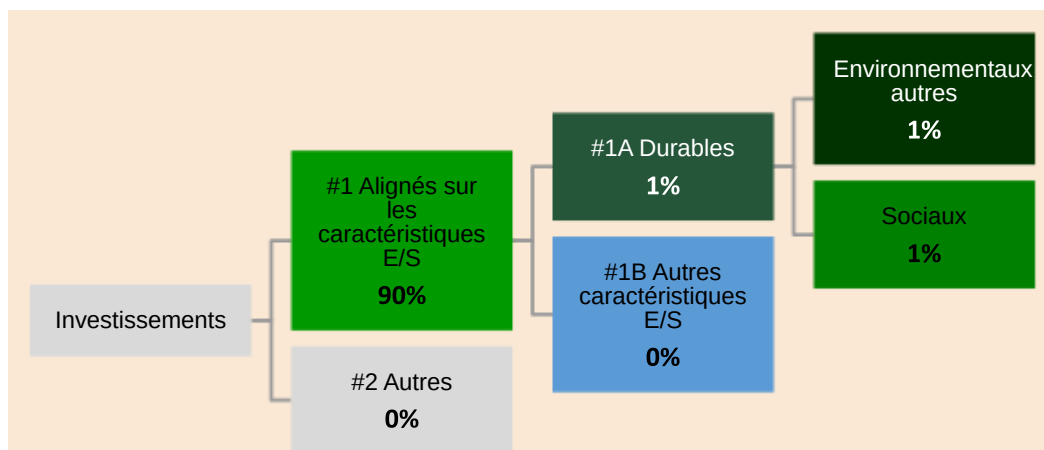 Investissements
#1 Alignés sur
les
caractéristiques
E/S
90%
#2 Autres
0%
#1A Durables
1%
#1B Autres
caractéristiques
E/S
0%
Environnementaux
autres
1%
Sociaux
1%